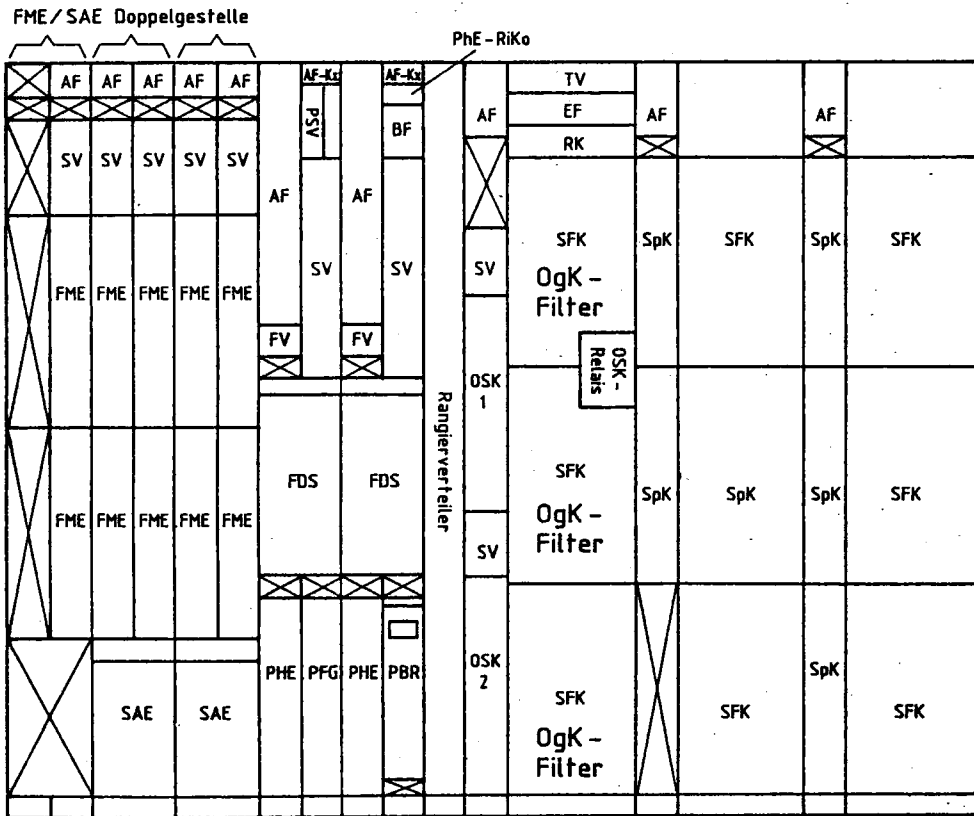 FME/SAE Doppelgestelle
PhE-RiKo
AF AF AF AF AF
AF-Kx AF-Kx
TV
PSV
BF
AF
EF
AF
AF
RK
SV SV SV SV SV
AF AF
SFK SpK SFK SpK SFK
SV SV SV
OgK-
Filter
FME FME FME FME FME
FV FV
OSK-
Relais
OSK
1
Rangierverteiler
FDS FDS
SFK
SpK SpK SpK SFK
OgK-
Filter
FME FME FME FME FME
SV
PHE PFG PHE PBR
OSK
2
SpK
SFK SFK SFK
SAE SAE
OgK-
Filter